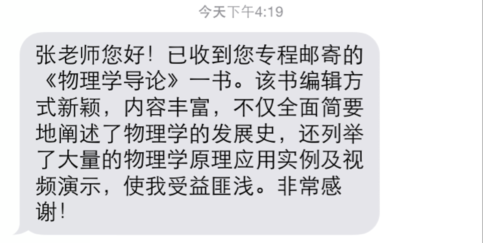 今天下午4:19
张老师您好！已收到您专程邮寄的
《物理学导论》一书。该书编辑方
式新颖，内容丰富，不仅全面简要
地阐述了物理学的发展史，还列举
了大量的物理学原理应用实例及视
频演示，使我受益匪浅。非常感
谢！